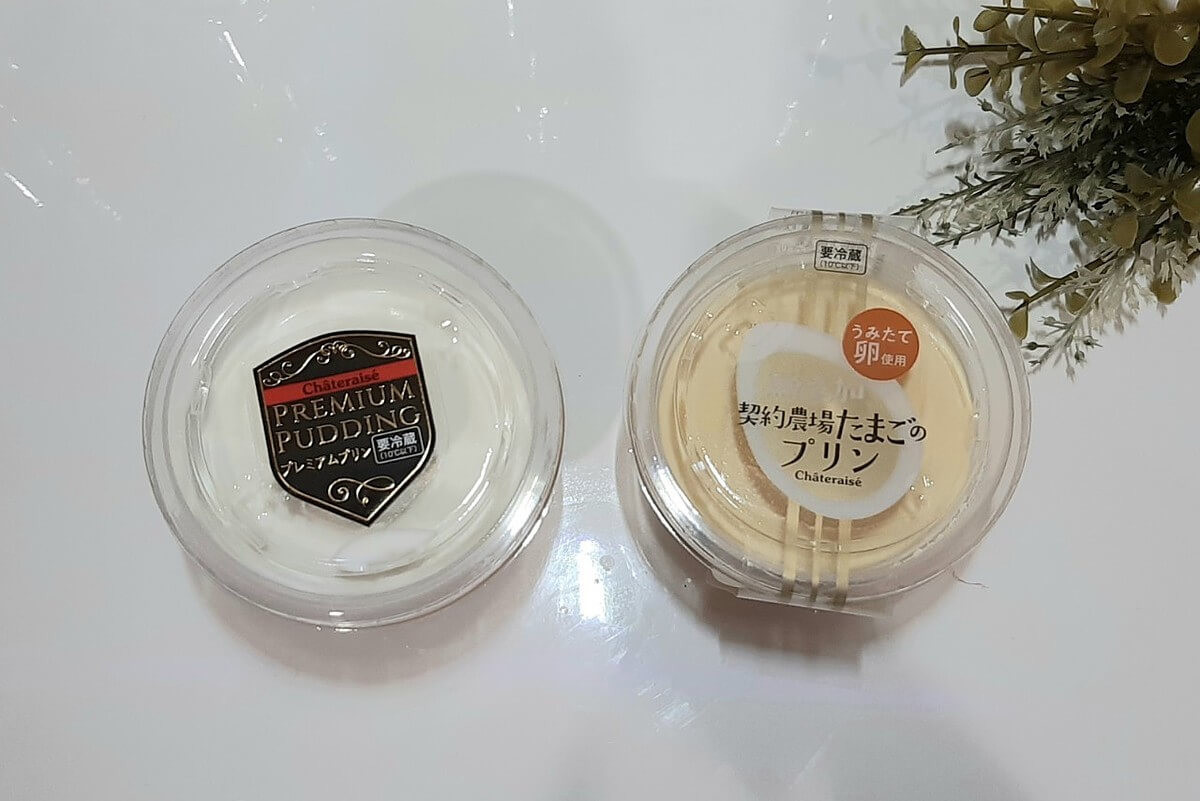 Châteraisé
PREMIUM
PUDDING
プレミアムプリン
要冷蔵
(10℃以下)
要冷蔵
(10℃以下)
うみたて
卵使用
契約農場たまごの
プリン
Châteraisé